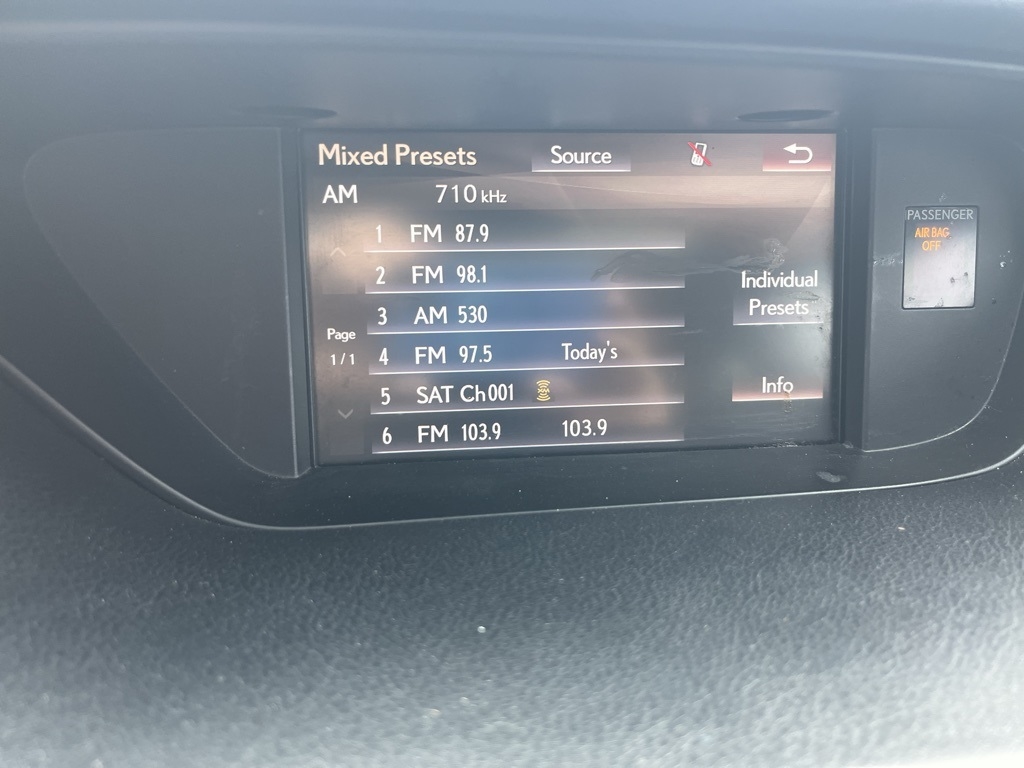 Mixed Presets Source
AM 710 kHz
1 FM 87.9
2 FM 98.1
Individual
Presets
3 AM 530
Page
1/1
4 FM 97.5 Today's
5 SAT Ch001
Info
6 FM 103.9 103.9
PASSENGER
AIR BAG
OFF